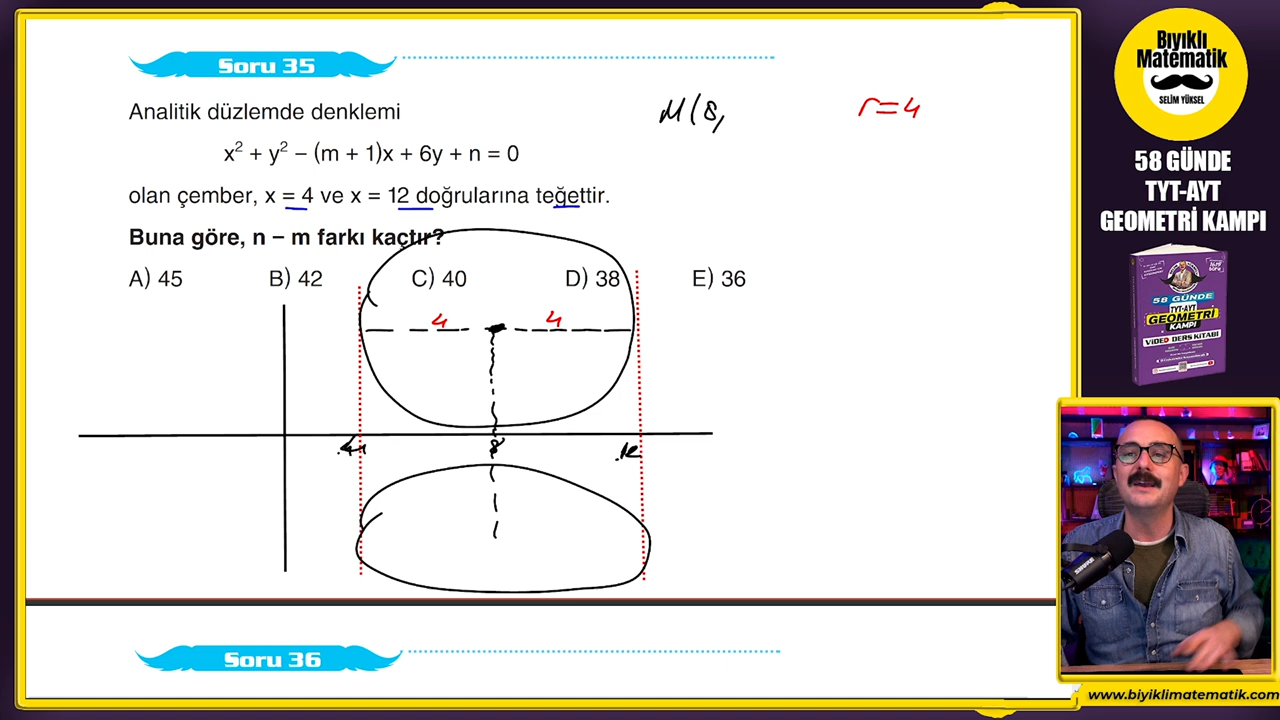 Soru 35
Analitik düzlemde denklemi
x² + y² − (m + 1)x + 6y + n = 0
olan çember, x = 4 ve x = 12 doğrularına teğettir.
Buna göre, n − m farkı kaçtır?
A) 45 B) 42 C) 40 D) 38 E) 36
M(8,
r=4
4 4
4 8 12
Soru 36
Bıyıklı
Matematik
SELİM YÜKSEL
58 GÜNDE
TYT-AYT
GEOMETRİ KAMPI
58 GÜNDE
TYT-AYT
GEOMETRİ
KAMPI
VİDEO DERS KİTABI
www.biyiklimatematik.com